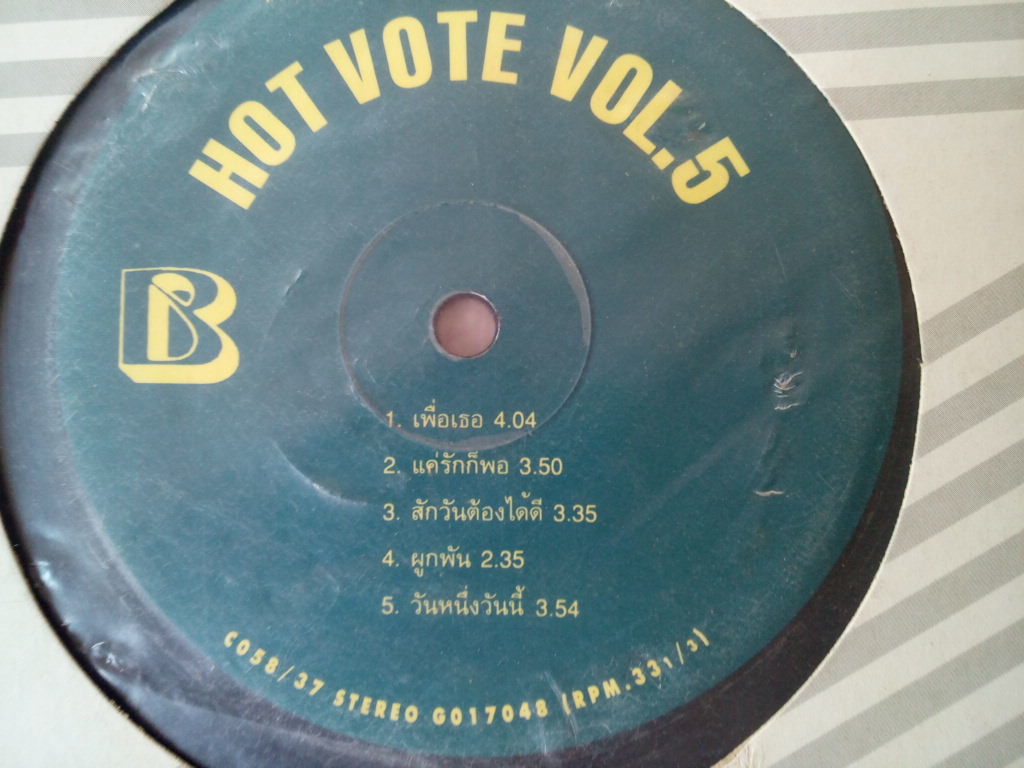 HOT VOTE VOL.5
B
1. เพื่อเธอ 4.04
2. แค่รักก็พอ 3.50
3. สักวันต้องได้ดี 3.35
4. ผูกพัน 2.35
5. วันหนึ่งวันนี้ 3.54
C058/37 STEREO G017048 (RPM.33 1/3)